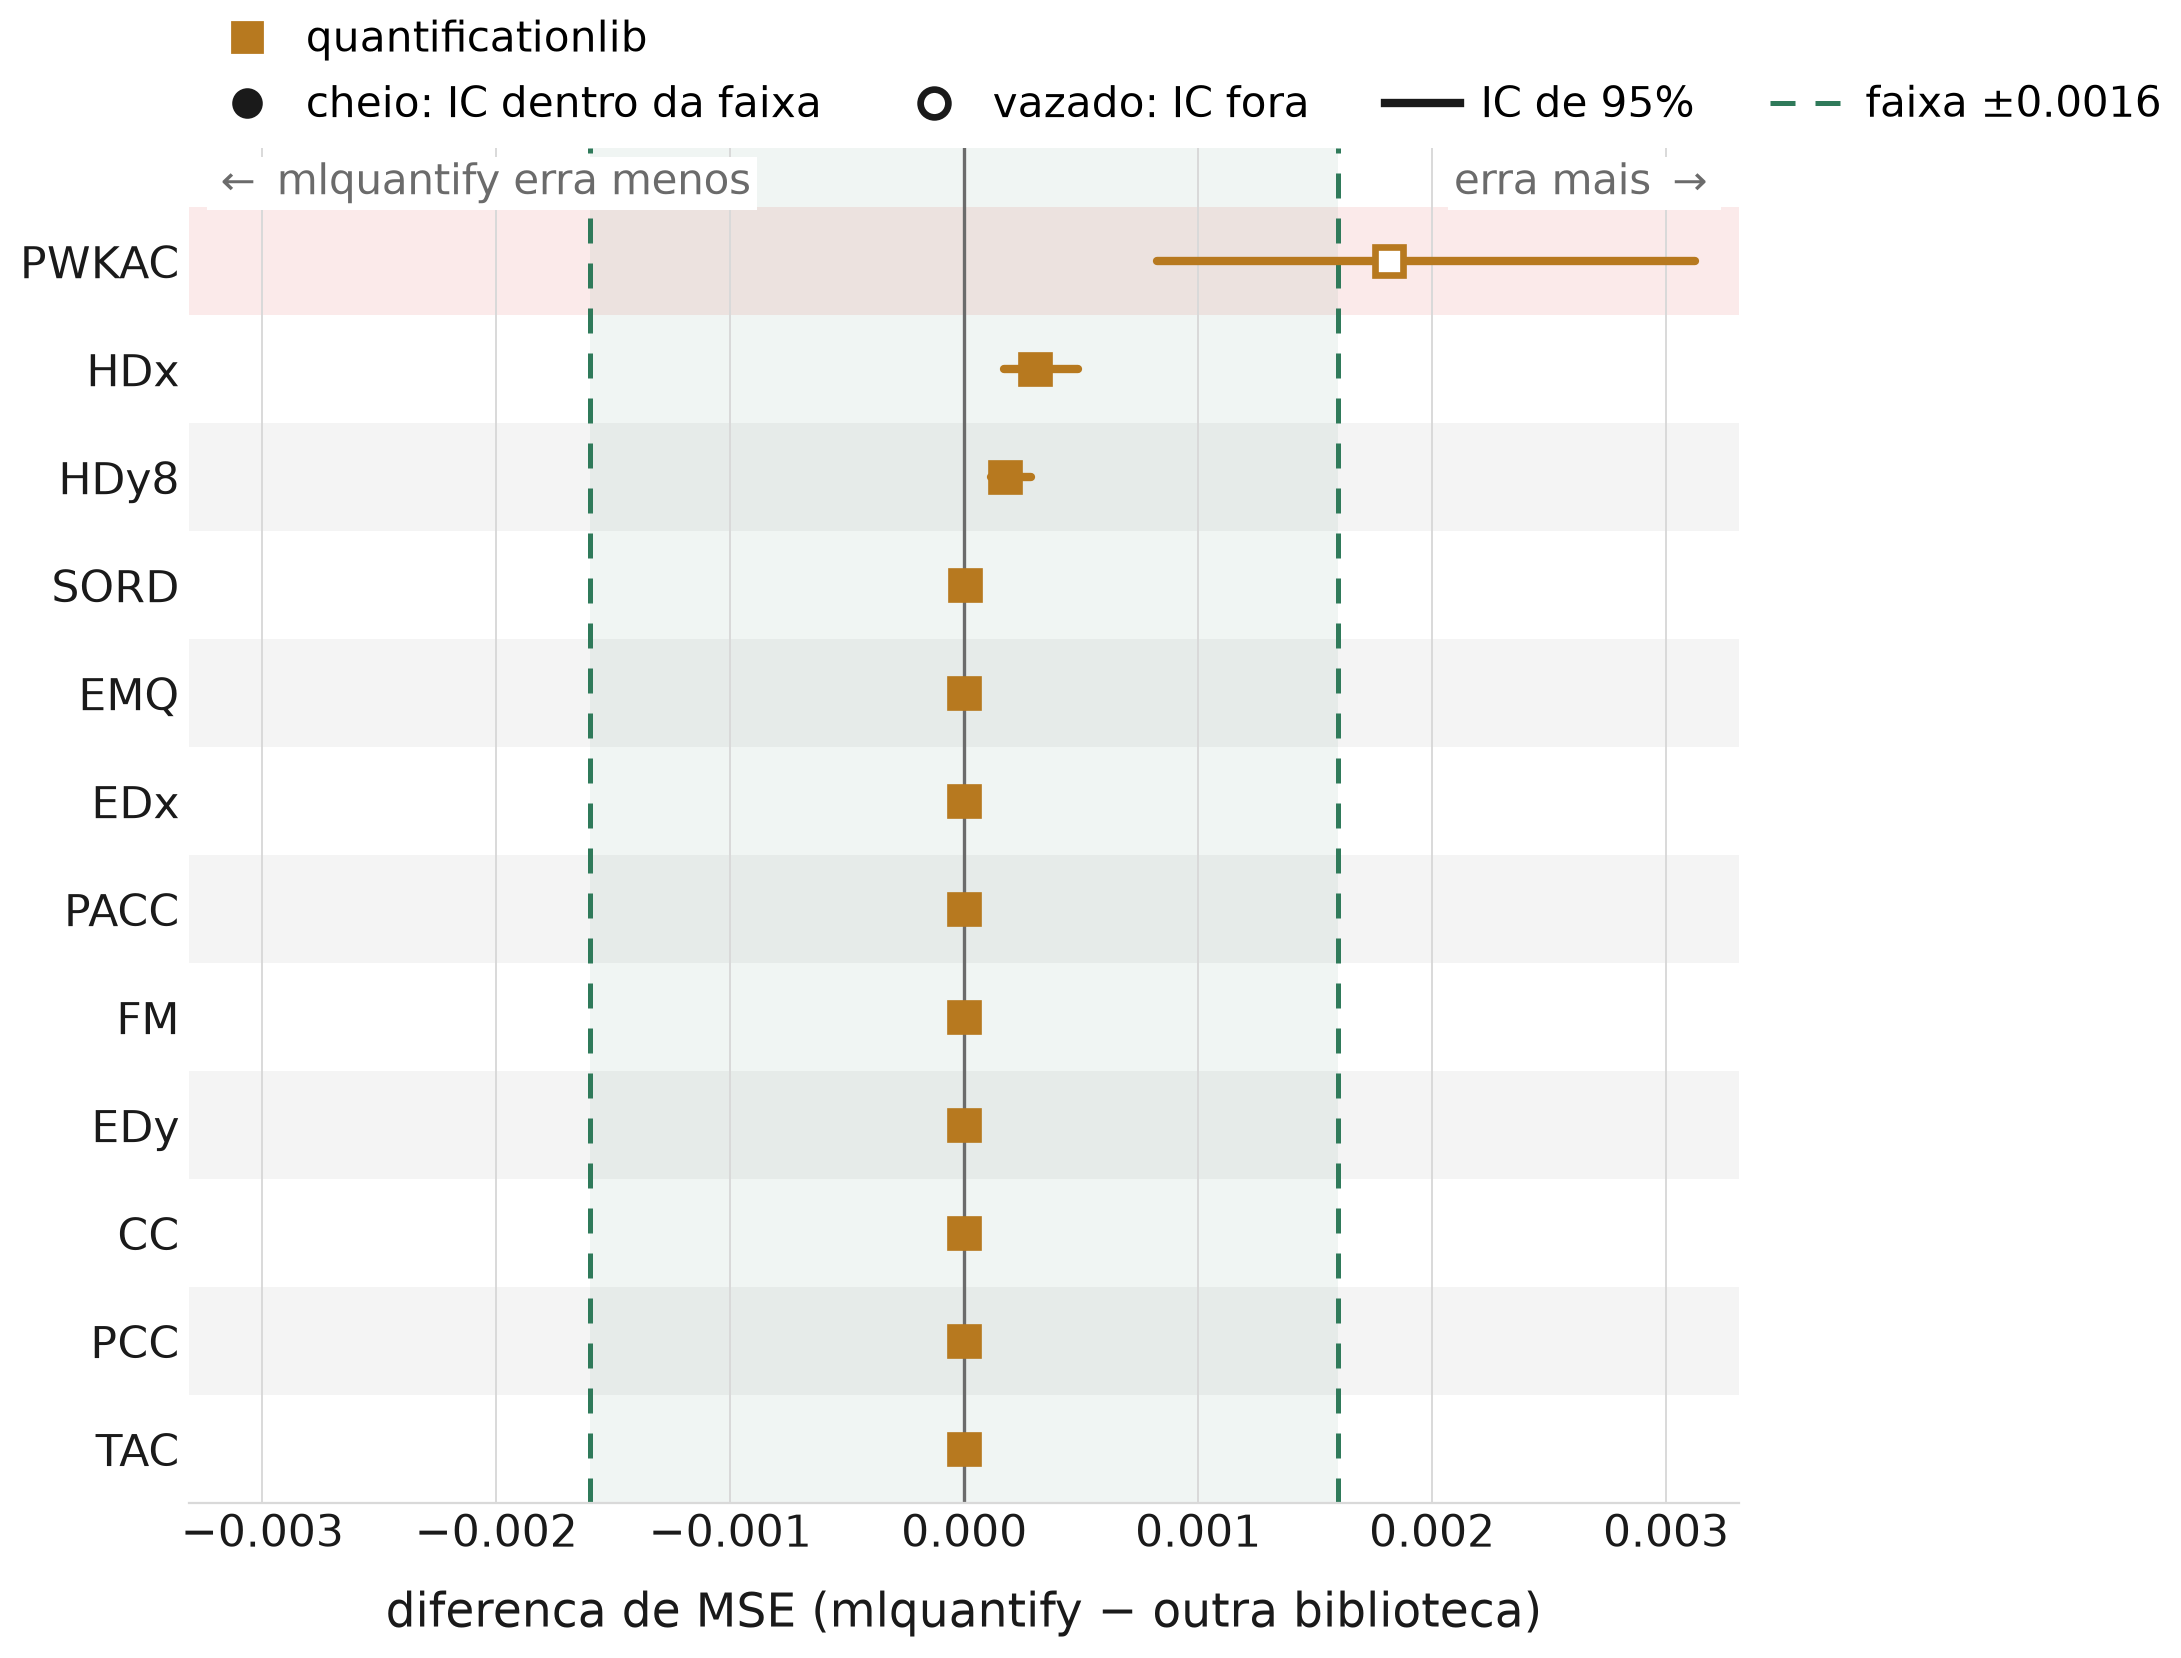 quantificationlib
cheio: IC dentro da faixa vazado: IC fora IC de 95% faixa ±0.0016
← mlquantify erra menos erra mais →
PWKAC
HDx
HDy8
SORD
EMQ
EDx
PACC
FM
EDy
CC
PCC
TAC
−0.003 −0.002 −0.001 0.000 0.001 0.002 0.003
diferenca de MSE (mlquantify − outra biblioteca)